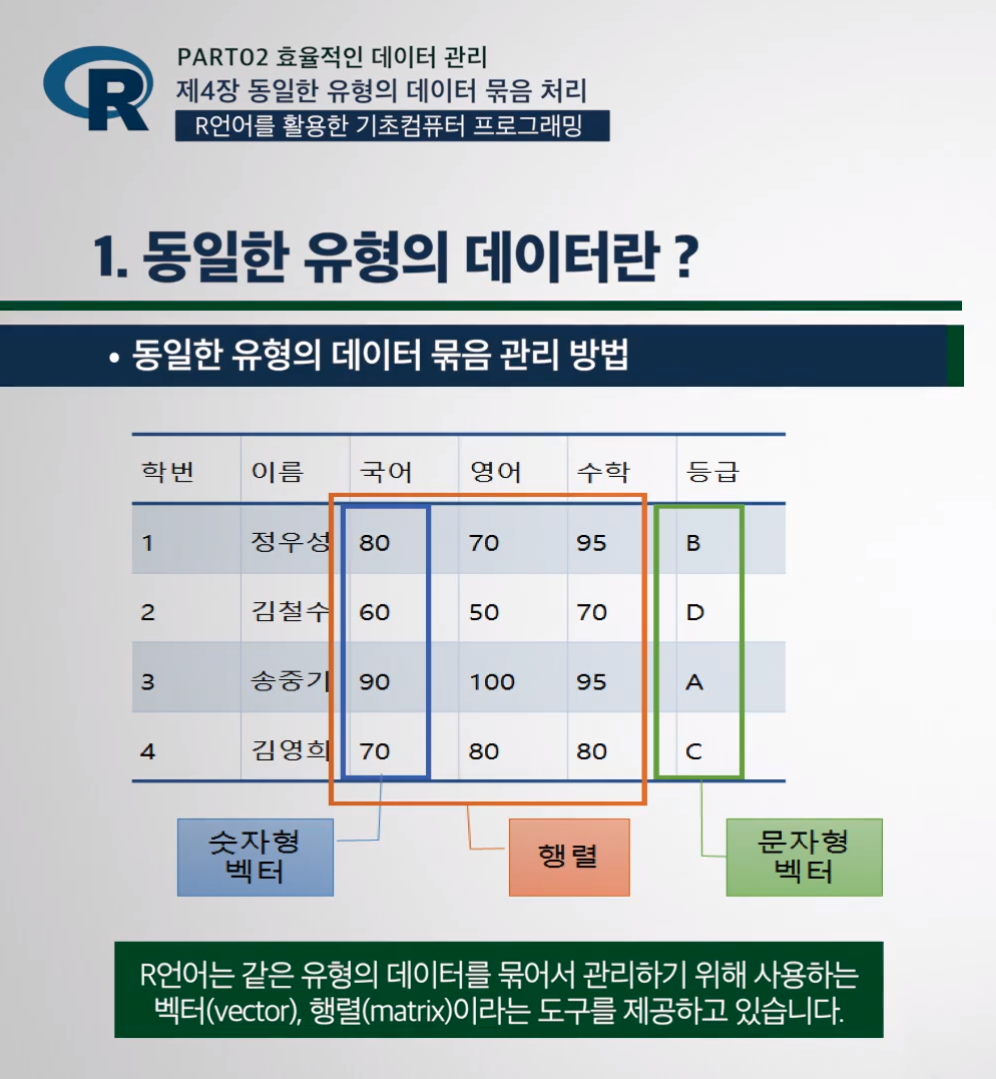 R
PART02 효율적인 데이터 관리
제4장 동일한 유형의 데이터 묶음 처리
R언어를 활용한 기초컴퓨터 프로그래밍
1. 동일한 유형의 데이터란 ?
• 동일한 유형의 데이터 묶음 관리 방법
학번 이름 국어 영어 수학 등급
1 정우성 80 70 95 B
2 김철수 60 50 70 D
3 송중기 90 100 95 A
4 김영희 70 80 80 C
숫자형
벡터
행렬
문자형
벡터
R언어는 같은 유형의 데이터를 묶어서 관리하기 위해 사용하는
벡터(vector), 행렬(matrix)이라는 도구를 제공하고 있습니다.